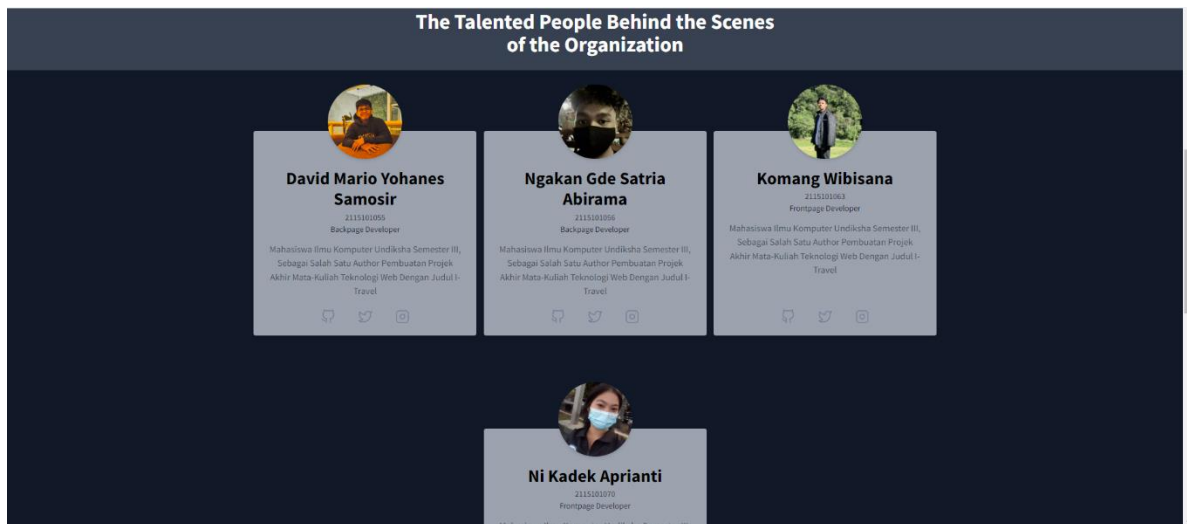 The Talented People Behind the Scenes
of the Organization
David Mario Yohanes
Samosir
2115101055
Backpage Developer
Mahasiswa Ilmu Komputer Undiksha Semester III,
Sebagai Salah Satu Author Pembuatan Projek
Akhir Mata-Kuliah Teknologi Web Dengan Judul I-
Travel
Ngakan Gde Satria
Abirama
2115101056
Backpage Developer
Mahasiswa Ilmu Komputer Undiksha Semester III,
Sebagai Salah Satu Author Pembuatan Projek
Akhir Mata-Kuliah Teknologi Web Dengan Judul I-
Travel
Komang Wibisana
2115101063
Frontpage Developer
Mahasiswa Ilmu Komputer Undiksha Semester III,
Sebagai Salah Satu Author Pembuatan Projek
Akhir Mata-Kuliah Teknologi Web Dengan Judul I-
Travel
Ni Kadek Aprianti
2115101070
Frontpage Developer